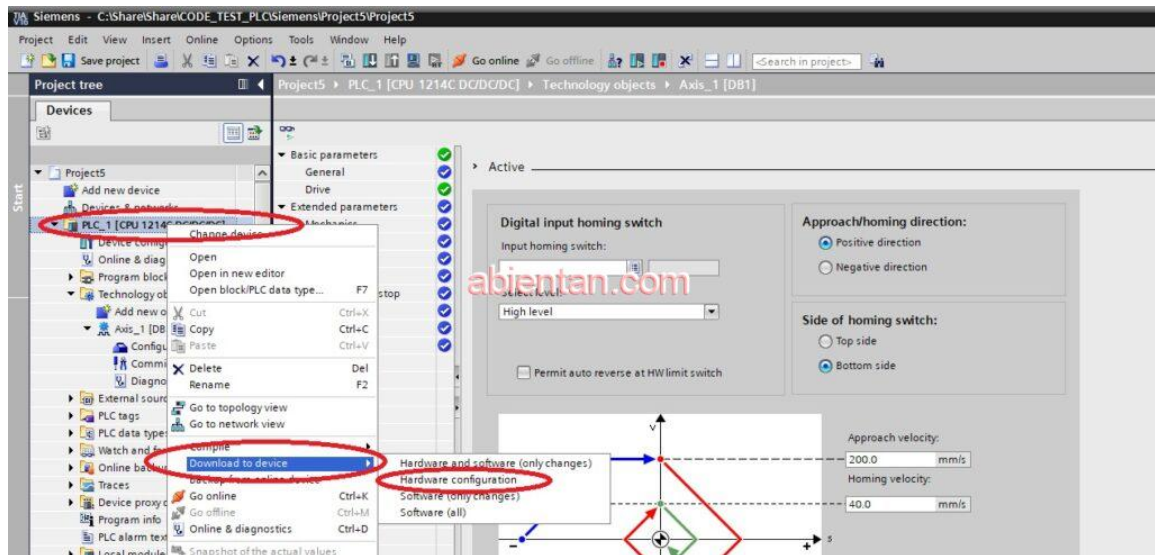 Siemens - C:\Share\Share\CODE_TEST_PLC\Siemens\Project5\Project5
Project Edit View Insert Online Options Tools Window Help
Save project Go online Go offline <Search in project>
Project tree
Project5 ▸ PLC_1 [CPU 1214C DC/DC/DC] ▸ Technology objects ▸ Axis_1 [DB1]
Devices
Start
Project5
Add new device
Devices & networks
PLC_1 [CPU 1214C DC/DC/DC]
Device config
Online & diag
Program block
Technology ob
Add new o
Axis_1 [DB
Configu
Commi
Diagno
External sourc
PLC tags
PLC data type
Watch and fo
Online backup
Traces
Device proxy d
Program info
PLC alarm text
Local module
Change device
Open
Open in new editor
Open block/PLC data type... F7
Cut Ctrl+X
Copy Ctrl+C
Paste Ctrl+V
Delete Del
Rename F2
Go to topology view
Go to network view
Compile
Download to device
Backup from online device
Go online Ctrl+K
Go offline Ctrl+M
Online & diagnostics Ctrl+D
Snapshot of the actual values
Hardware and software (only changes)
Hardware configuration
Software (only changes)
Software (all)
Basic parameters
General
Drive
Extended parameters
Mechanics
stop
Active
Digital input homing switch
Input homing switch:
Select level:
High level
Permit auto reverse at HW limit switch
Approach/homing direction:
Positive direction
Negative direction
Side of homing switch:
Top side
Bottom side
abientan.com
v
s
−
+
Approach velocity:
200.0 mm/s
Homing velocity:
40.0 mm/s